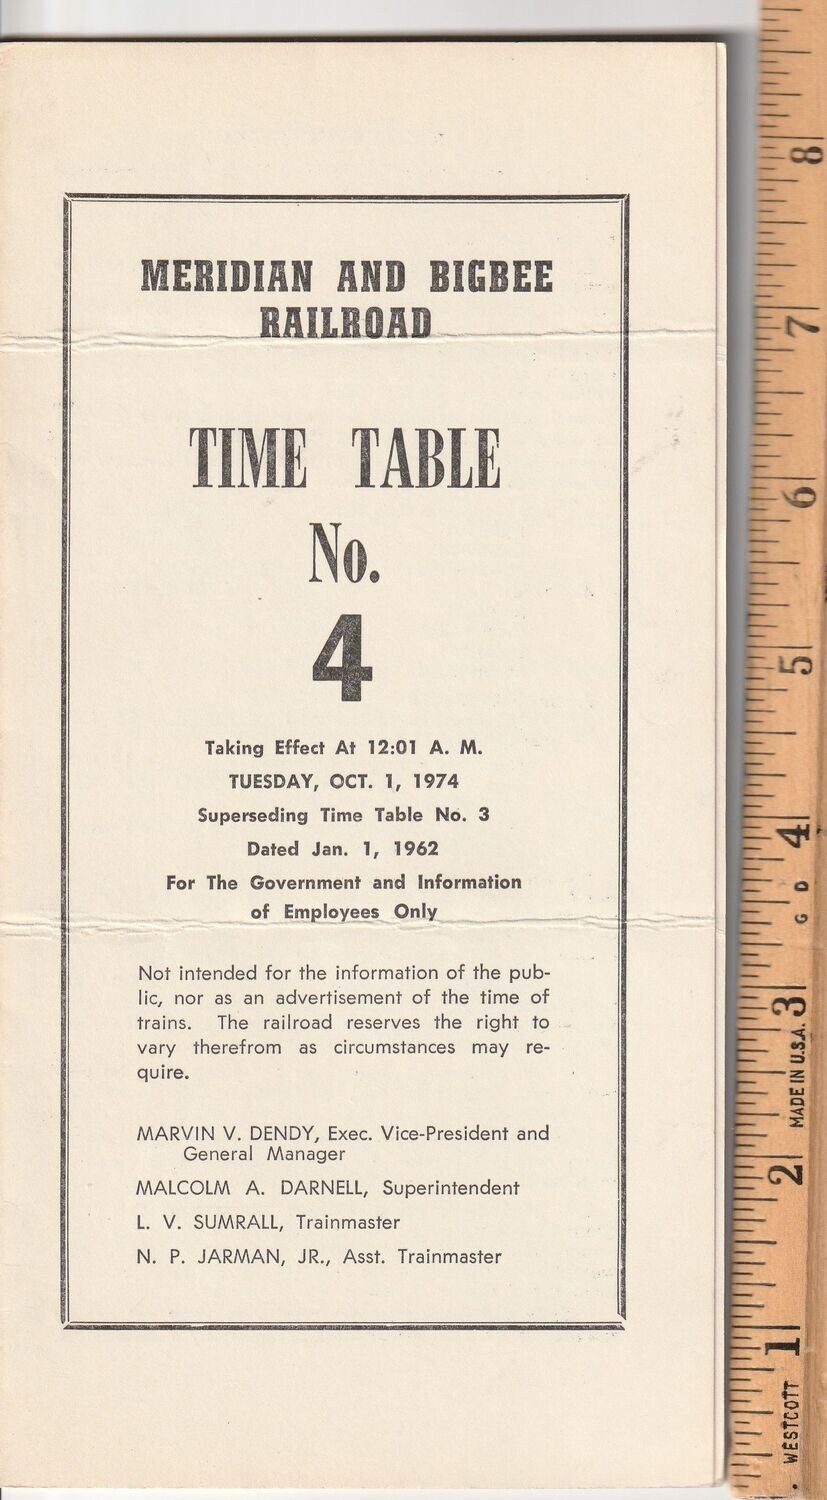 MERIDIAN AND BIGBEE
RAILROAD
TIME TABLE
No.
4
Taking Effect At 12:01 A. M.
TUESDAY, OCT. 1, 1974
Superseding Time Table No. 3
Dated Jan. 1, 1962
For The Government and Information
of Employees Only
Not intended for the information of the pub-
lic, nor as an advertisement of the time of
trains. The railroad reserves the right to
vary therefrom as circumstances may re-
quire.
MARVIN V. DENDY, Exec. Vice-President and
General Manager
MALCOLM A. DARNELL, Superintendent
L. V. SUMRALL, Trainmaster
N. P. JARMAN, JR., Asst. Trainmaster
8
7
6
5
4
G D
3
MADE IN U.S.A.
2
1
WESTCOTT